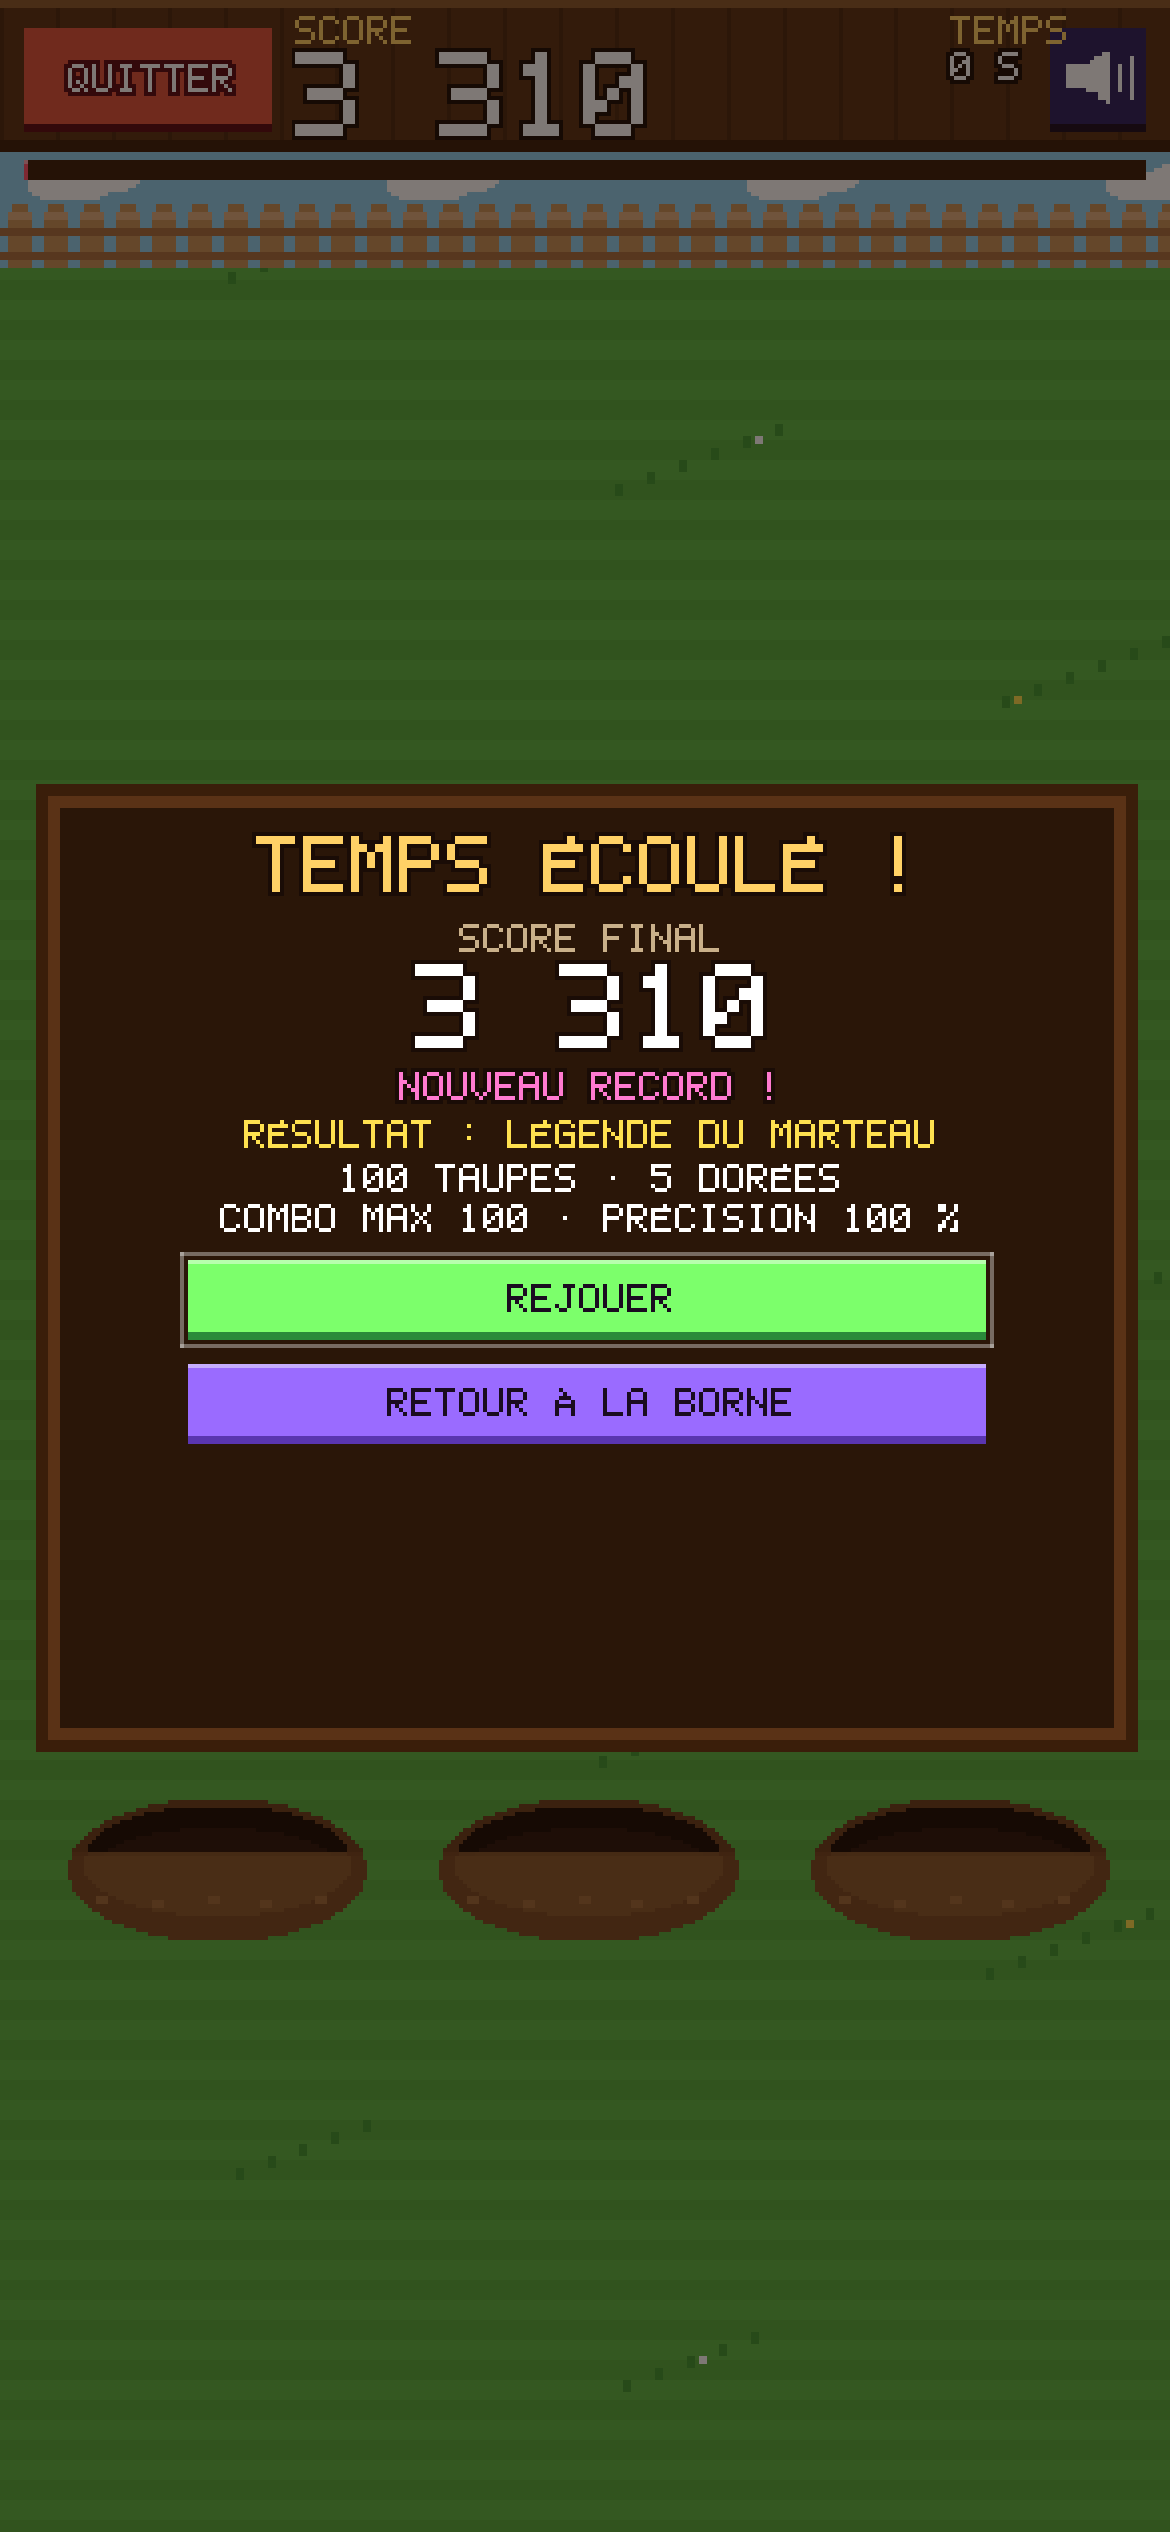 QUITTER
SCORE
3 310
TEMPS
0 S
TEMPS ÉCOULÉ !
SCORE FINAL
3 310
NOUVEAU RECORD !
RÉSULTAT : LÉGENDE DU MARTEAU
100 TAUPES · 5 DORÉES
COMBO MAX 100 · PRÉCISION 100 %
REJOUER
RETOUR À LA BORNE